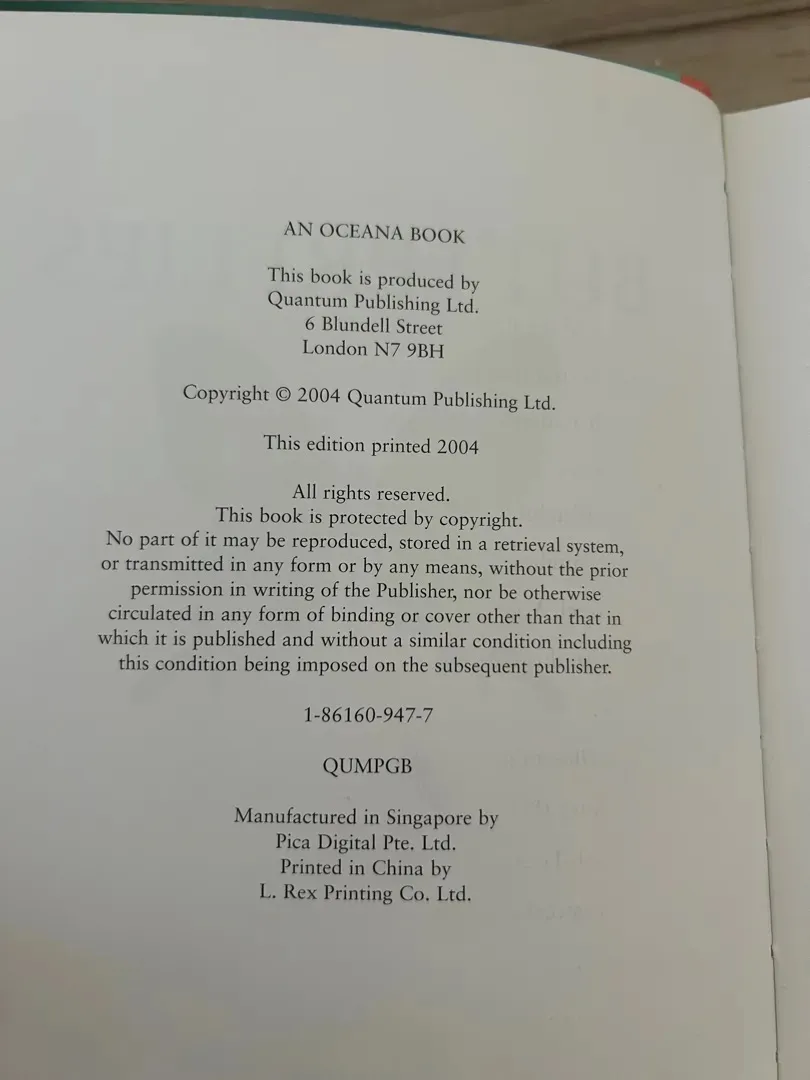 AN OCEANA BOOK
This book is produced by
Quantum Publishing Ltd.
6 Blundell Street
London N7 9BH
Copyright © 2004 Quantum Publishing Ltd.
This edition printed 2004
All rights reserved.
This book is protected by copyright.
No part of it may be reproduced, stored in a retrieval system,
or transmitted in any form or by any means, without the prior
permission in writing of the Publisher, nor be otherwise
circulated in any form of binding or cover other than that in
which it is published and without a similar condition including
this condition being imposed on the subsequent publisher.
1-86160-947-7
QUMPGB
Manufactured in Singapore by
Pica Digital Pte. Ltd.
Printed in China by
L. Rex Printing Co. Ltd.